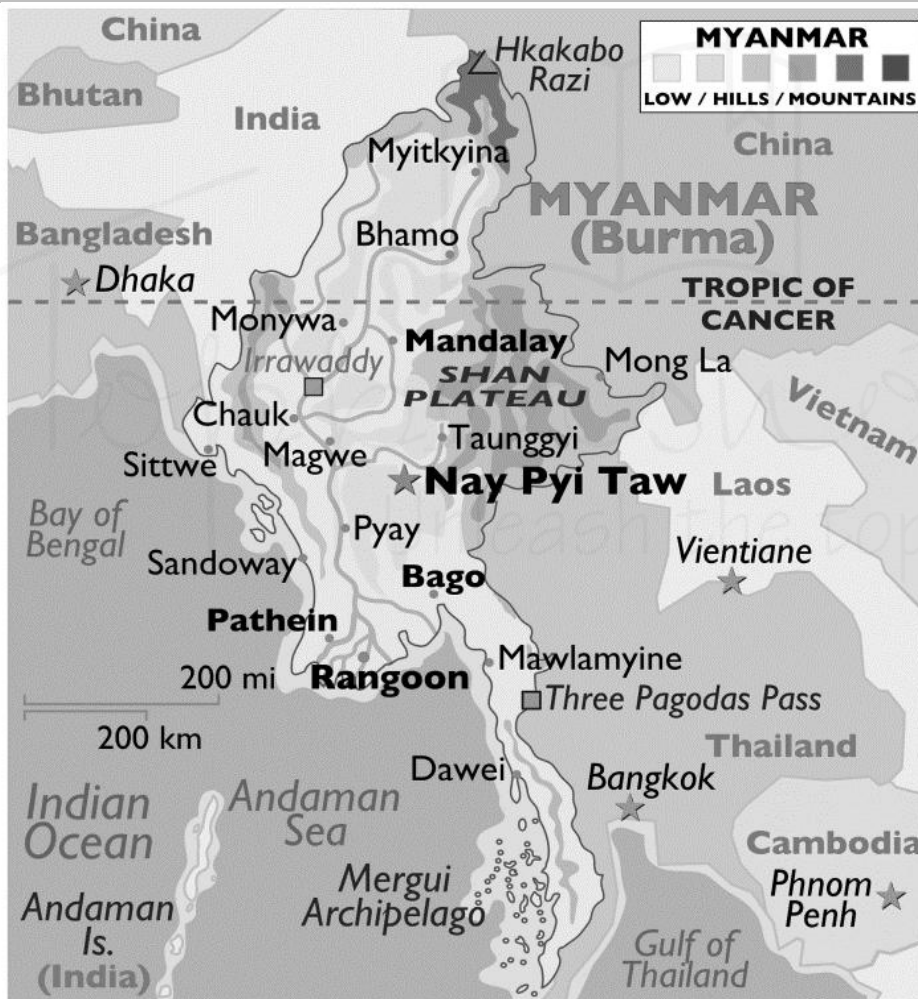 China
Hkakabo
Razi
MYANMAR
LOW / HILLS / MOUNTAINS
Bhutan
India
China
Myitkyina
MYANMAR
(Burma)
Bangladesh
Bhamo
Dhaka
TROPIC OF
CANCER
Monywa
Mandalay
Irrawaddy
SHAN
PLATEAU
Mong La
Vietnam
Chauk
Magwe
Taunggyi
Sittwe
Nay Pyi Taw
Laos
Bay of
Bengal
Pyay
Vientiane
Sandoway
Bago
Pathein
Rangoon
Mawlamyine
200 mi
Three Pagodas Pass
200 km
Thailand
Dawei
Bangkok
Indian
Ocean
Andaman
Sea
Cambodia
Mergui
Archipelago
Phnom
Penh
Andaman
Is.
(India)
Gulf of
Thailand